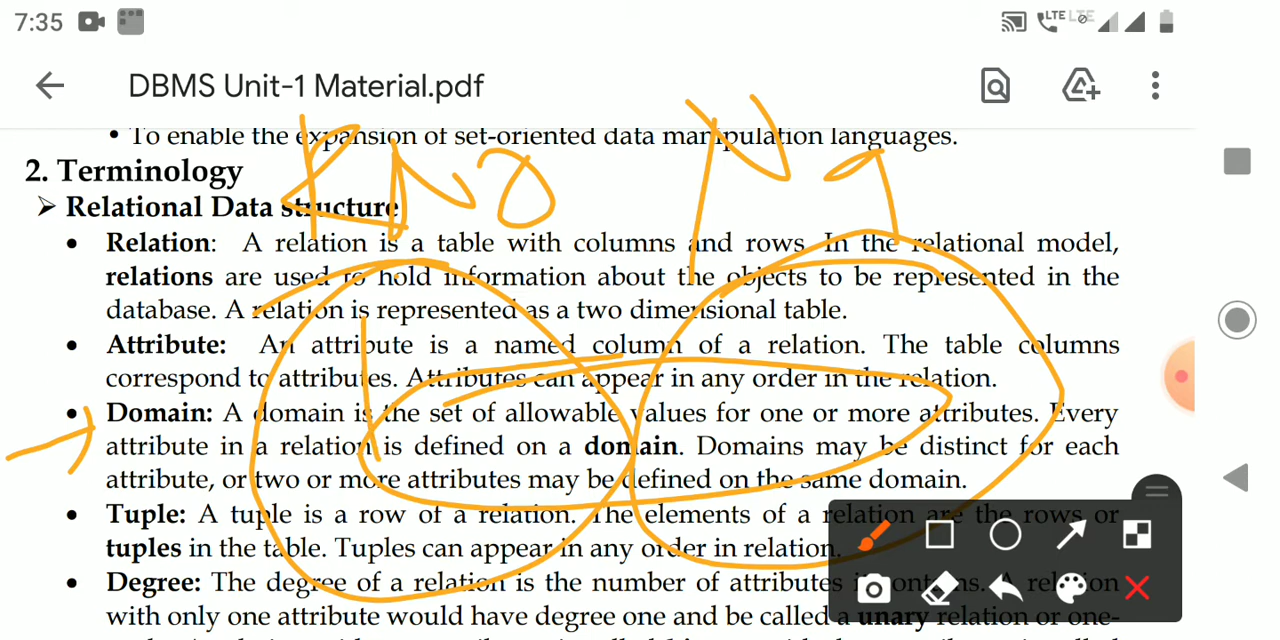 7:35 LTE LTE
DBMS Unit-1 Material.pdf
• To enable the expansion of set-oriented data manipulation languages.
2. Terminology
➢ Relational Data structure
• Relation: A relation is a table with columns and rows. In the relational model,
relations are used to hold information about the objects to be represented in the
database. A relation is represented as a two dimensional table.
• Attribute: An attribute is a named column of a relation. The table columns
correspond to attributes. Attributes can appear in any order in the relation.
• Domain: A domain is the set of allowable values for one or more attributes. Every
attribute in a relation is defined on a domain. Domains may be distinct for each
attribute, or two or more attributes may be defined on the same domain.
• Tuple: A tuple is a row of a relation. The elements of a relation are the rows or
tuples in the table. Tuples can appear in any order in relation.
• Degree: The degree of a relation is the number of attributes it contains. A relation
with only one attribute would have degree one and be called a unary relation or one-